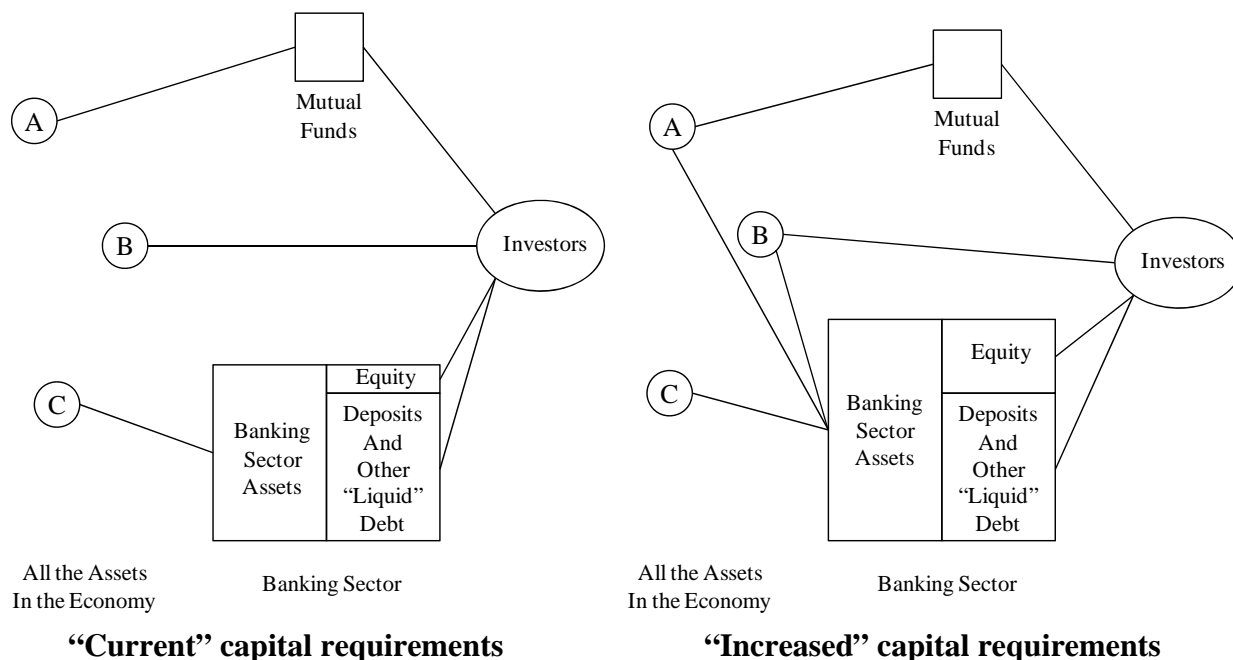 Mutual
Funds
A
B
Investors
C
Equity
Banking
Sector
Assets
Deposits
And
Other
“Liquid”
Debt
All the Assets
In the Economy
Banking Sector
“Current” capital requirements
Mutual
Funds
A
B
Investors
C
Equity
Banking
Sector
Assets
Deposits
And
Other
“Liquid”
Debt
All the Assets
In the Economy
Banking Sector
“Increased” capital requirements